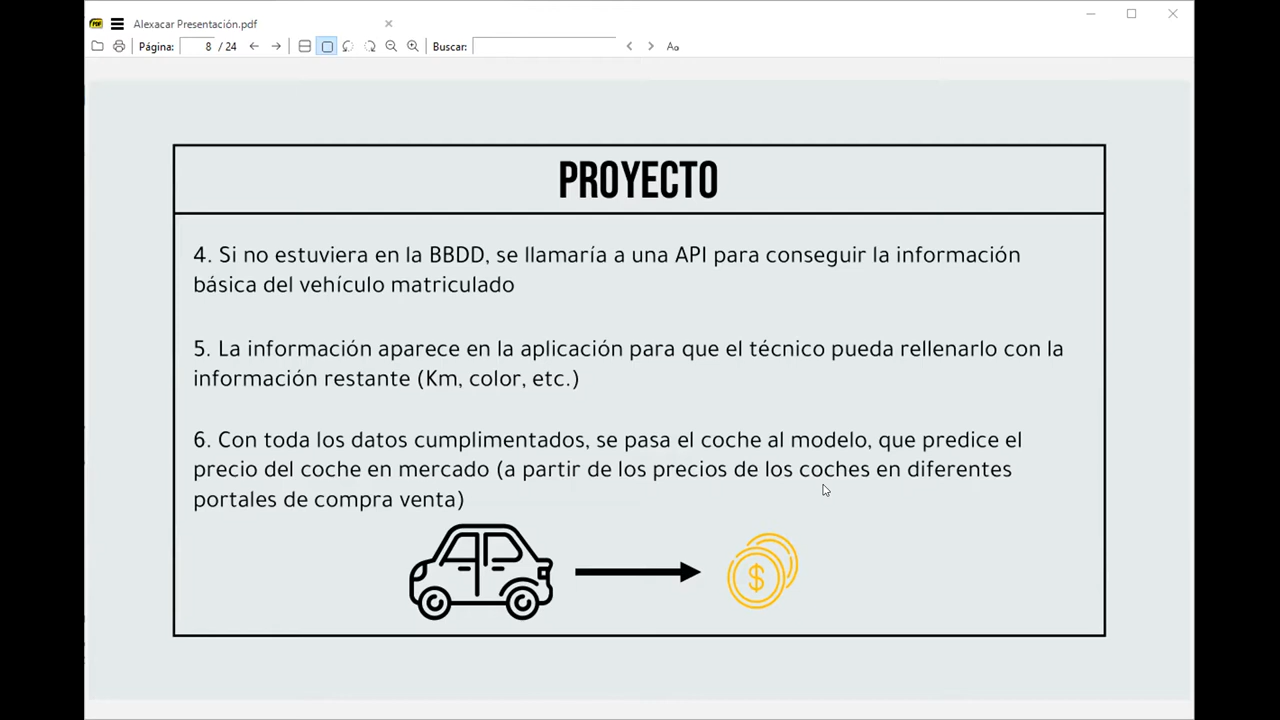 Alexacar Presentación.pdf
Página: 8 / 24 Buscar: Aa
PROYECTO
4. Si no estuviera en la BBDD, se llamaría a una API para conseguir la información
básica del vehículo matriculado
5. La información aparece en la aplicación para que el técnico pueda rellenarlo con la
información restante (Km, color, etc.)
6. Con toda los datos cumplimentados, se pasa el coche al modelo, que predice el
precio del coche en mercado (a partir de los precios de los coches en diferentes
portales de compra venta)
$